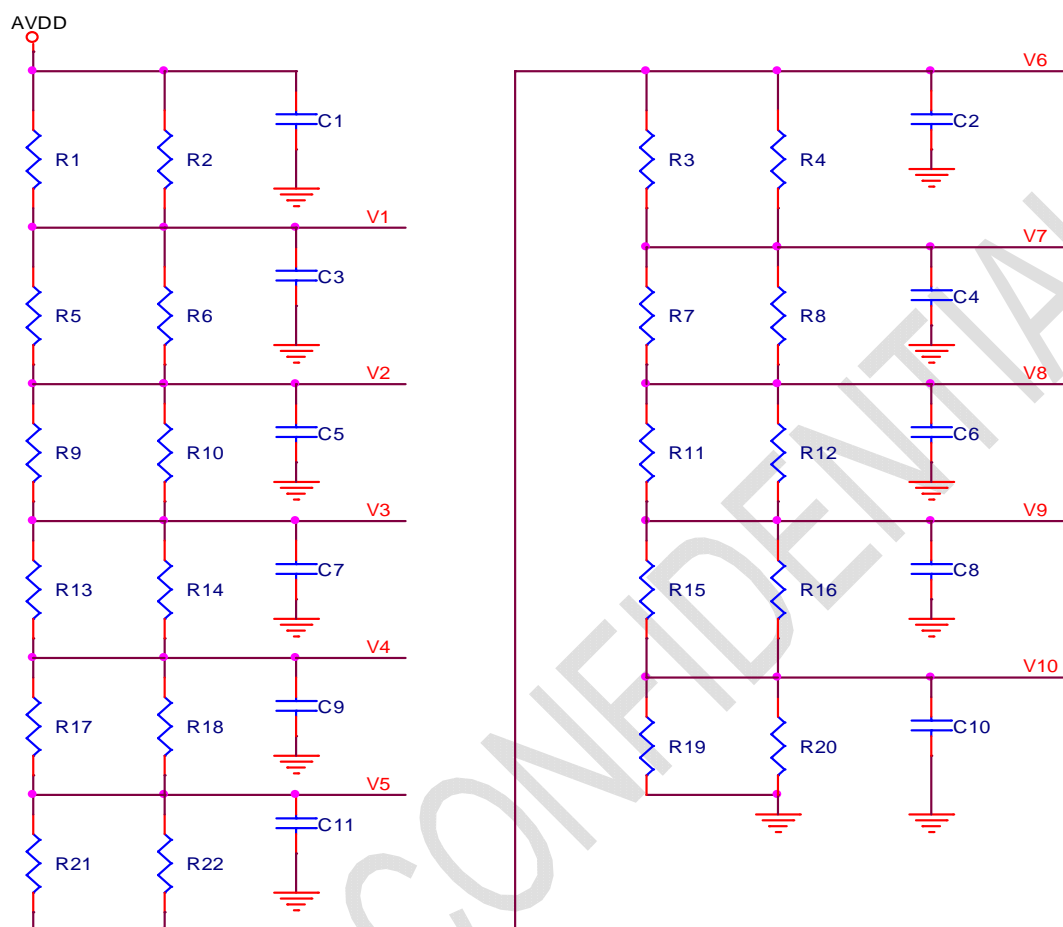 AVDD
C1
R1
R2
V1
C3
R5
R6
V2
C5
R9
R10
V3
C7
R13
R14
V4
C9
R17
R18
V5
C11
R21
R22
V6
C2
R3
R4
V7
C4
R7
R8
V8
C6
R11
R12
V9
C8
R15
R16
V10
C10
R19
R20
CONFIDENTIAL